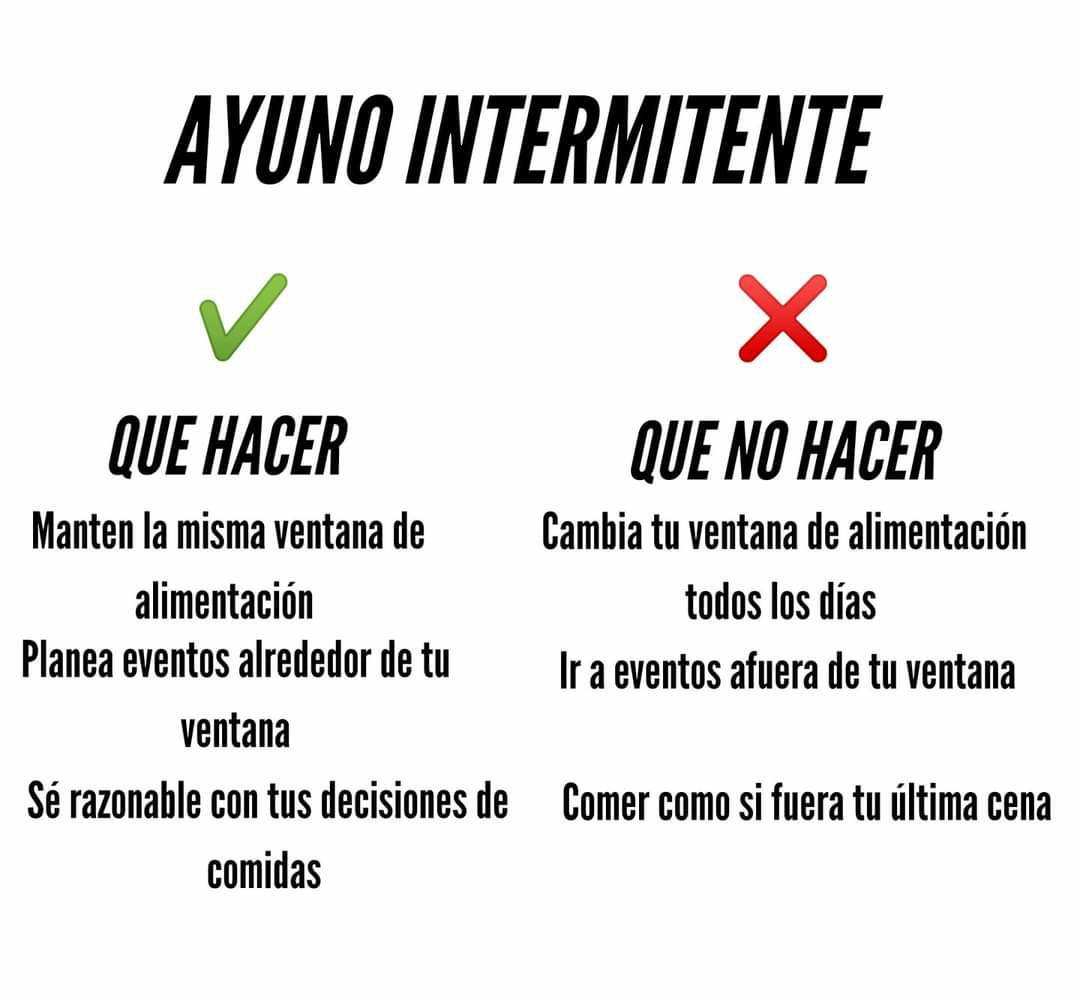 AYUNO INTERMITENTE
QUE HACER
Manten la misma ventana de
alimentación
Planea eventos alrededor de tu
ventana
Sé razonable con tus decisiones de
comidas
QUE NO HACER
Cambia tu ventana de alimentación
todos los días
Ir a eventos afuera de tu ventana
Comer como si fuera tu última cena